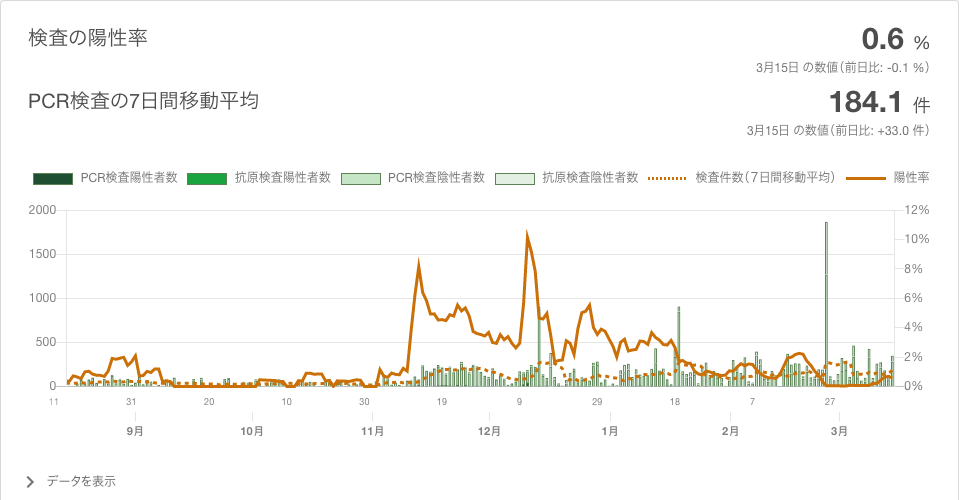 検査の陽性率
0.6 %
3月15日 の数値(前日比: -0.1 %)
PCR検査の7日間移動平均
184.1 件
3月15日 の数値(前日比: +33.0 件)
PCR検査陽性者数 抗原検査陽性者数 PCR検査陰性者数 抗原検査陰性者数 検査件数(7日間移動平均) 陽性率
2000 12%
10%
1500
8%
1000 6%
4%
500
2%
0 0%
11 31 20 10 30 19 9 29 18 7 27
9月 10月 11月 12月 1月 2月 3月
データを表示